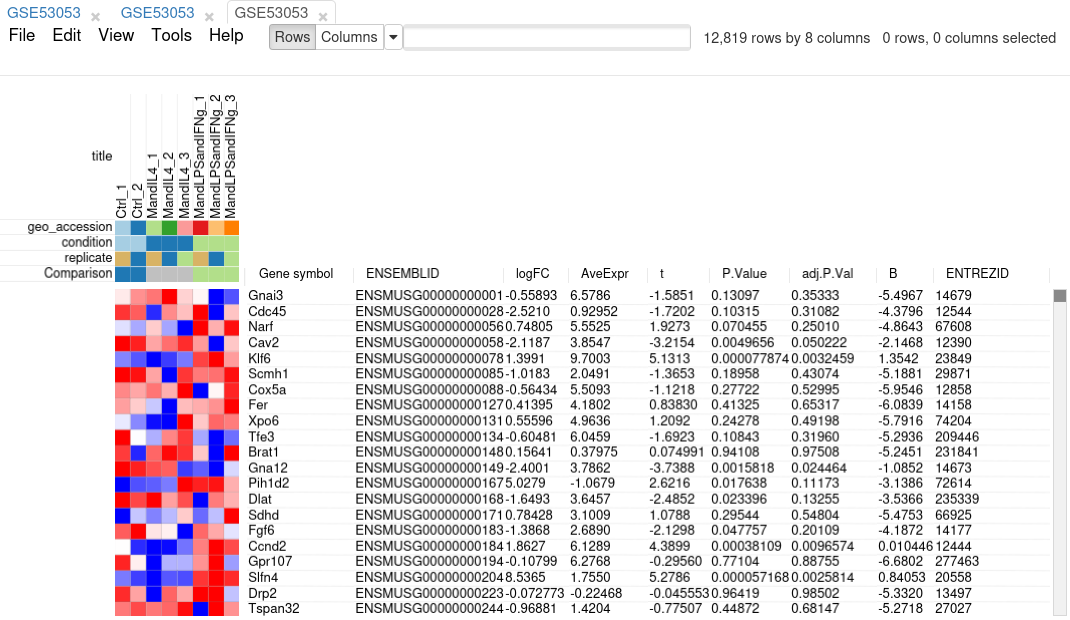 GSE53053 × GSE53053 × GSE53053 ×
File Edit View Tools Help Rows Columns 12,819 rows by 8 columns 0 rows, 0 columns selected
title Ctrl_1 Ctrl_2 MandIL4_1 MandIL4_2 MandIL4_3 MandLPSandIFNg_1 MandLPSandIFNg_2 MandLPSandIFNg_3
geo_accession
condition
replicate
Comparison Gene symbol ENSEMBLID logFC AveExpr t P.Value adj.P.Val B ENTREZID
Gnai3 ENSMUSG00000000001 -0.55893 6.5786 -1.5851 0.13097 0.35333 -5.4967 14679
Cdc45 ENSMUSG00000000028 -2.5210 0.92952 -1.7202 0.10315 0.31082 -4.3796 12544
Narf ENSMUSG00000000056 0.74805 5.5525 1.9273 0.070455 0.25010 -4.8643 67608
Cav2 ENSMUSG00000000058 -2.1187 3.8547 -3.2154 0.0049656 0.050222 -2.1468 12390
Klf6 ENSMUSG00000000078 1.3991 9.7003 5.1313 0.000077874 0.0032459 1.3542 23849
Scmh1 ENSMUSG00000000085 -1.0183 2.0491 -1.3653 0.18958 0.43074 -5.1881 29871
Cox5a ENSMUSG00000000088 -0.56434 5.5093 -1.1218 0.27722 0.52995 -5.9546 12858
Fer ENSMUSG00000000127 0.41395 4.1802 0.83830 0.41325 0.65317 -6.0839 14158
Xpo6 ENSMUSG00000000131 0.55596 4.9636 1.2092 0.24278 0.49198 -5.7916 74204
Tfe3 ENSMUSG00000000134 -0.60481 6.0459 -1.6923 0.10843 0.31960 -5.2936 209446
Brat1 ENSMUSG00000000148 0.15641 0.37975 0.074991 0.94108 0.97508 -5.2451 231841
Gna12 ENSMUSG00000000149 -2.4001 3.7862 -3.7388 0.0015818 0.024464 -1.0852 14673
Pih1d2 ENSMUSG00000000167 5.0279 -1.0679 2.6216 0.017638 0.11173 -3.1386 72614
Dlat ENSMUSG00000000168 -1.6493 3.6457 -2.4852 0.023396 0.13255 -3.5366 235339
Sdhd ENSMUSG00000000171 0.78428 3.1009 1.0788 0.29544 0.54804 -5.4753 66925
Fgf6 ENSMUSG00000000183 -1.3868 2.6890 -2.1298 0.047757 0.20109 -4.1872 14177
Ccnd2 ENSMUSG00000000184 1.8627 6.1289 4.3899 0.00038109 0.0096574 0.010446 12444
Gpr107 ENSMUSG00000000194 -0.10799 6.2768 -0.29560 0.77104 0.88755 -6.6802 277463
Slfn4 ENSMUSG00000000204 8.5365 1.7550 5.2786 0.000057168 0.0025814 0.84053 20558
Drp2 ENSMUSG00000000223 -0.072773 -0.22468 -0.045553 0.96419 0.98502 -5.3320 13497
Tspan32 ENSMUSG00000000244 -0.96881 1.4204 -0.77507 0.44872 0.68147 -5.2718 27027